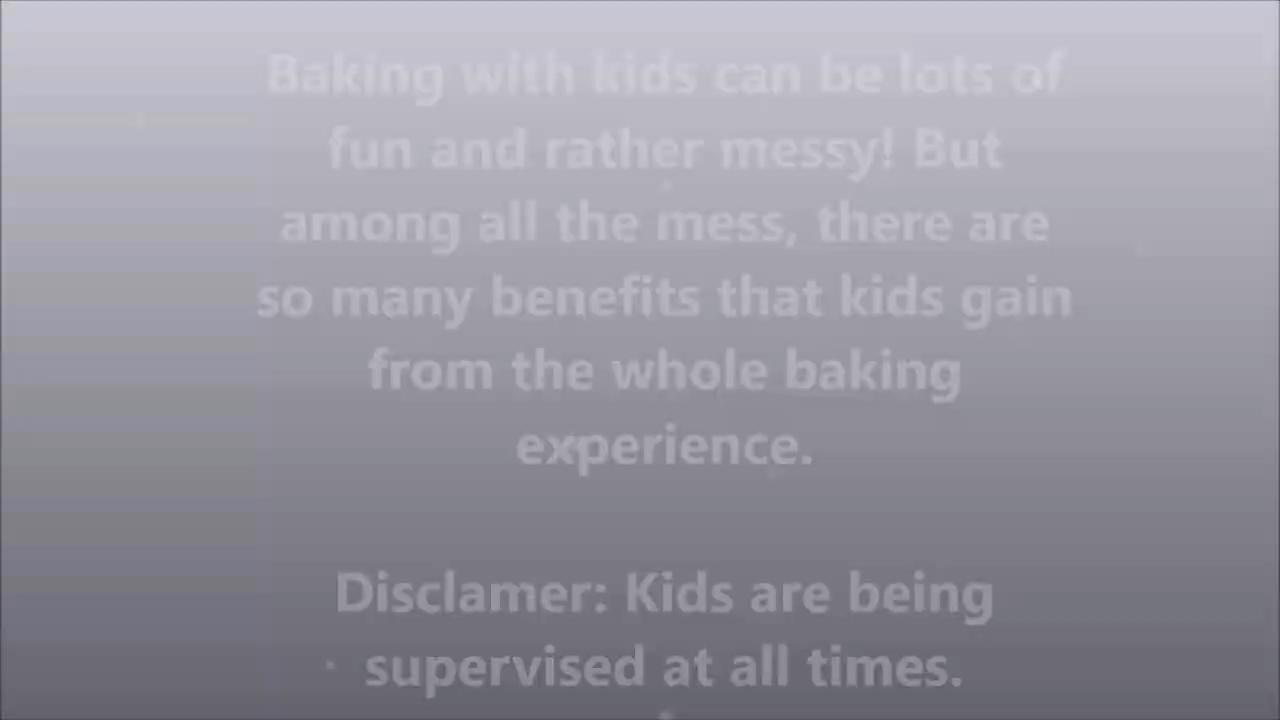 Baking with kids can be lots of
fun and rather messy! But
among all the mess, there are
so many benefits that kids gain
from the whole baking
experience.
Disclamer: Kids are being
supervised at all times.